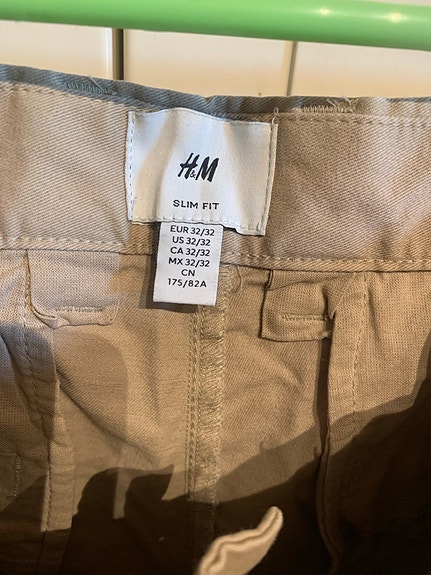 H&M
SLIM FIT
EUR 32/32
US 32/32
CA 32/32
MX 32/32
CN
175/82A